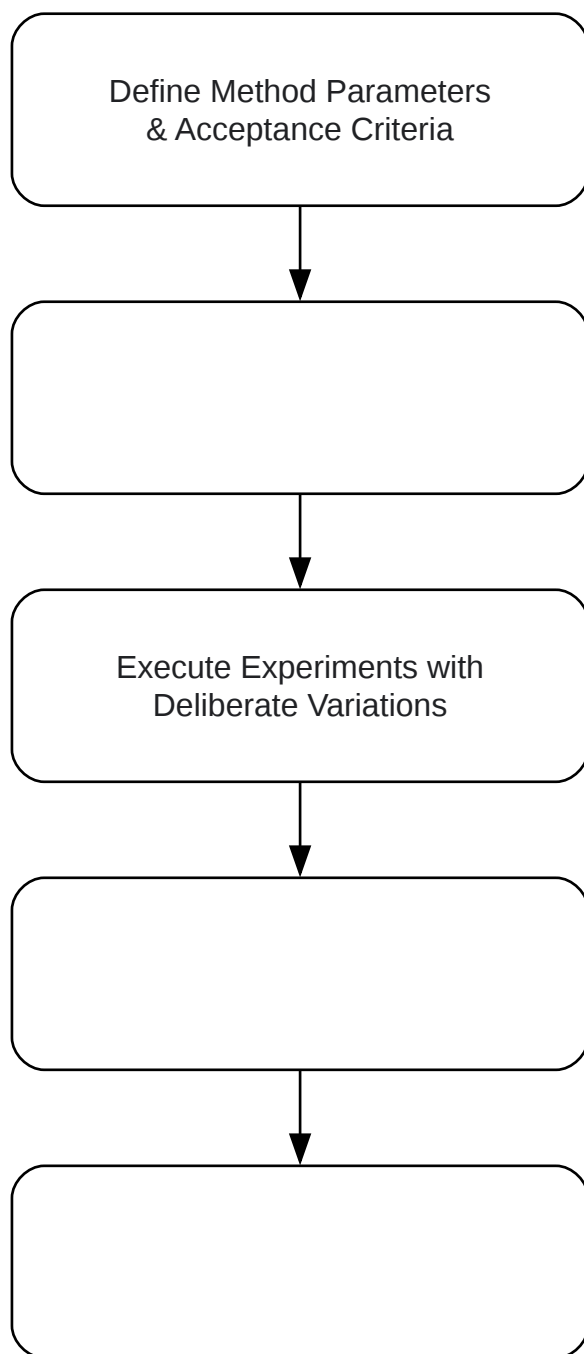 Define Method Parameters
& Acceptance Criteria
Execute Experiments with
Deliberate Variations